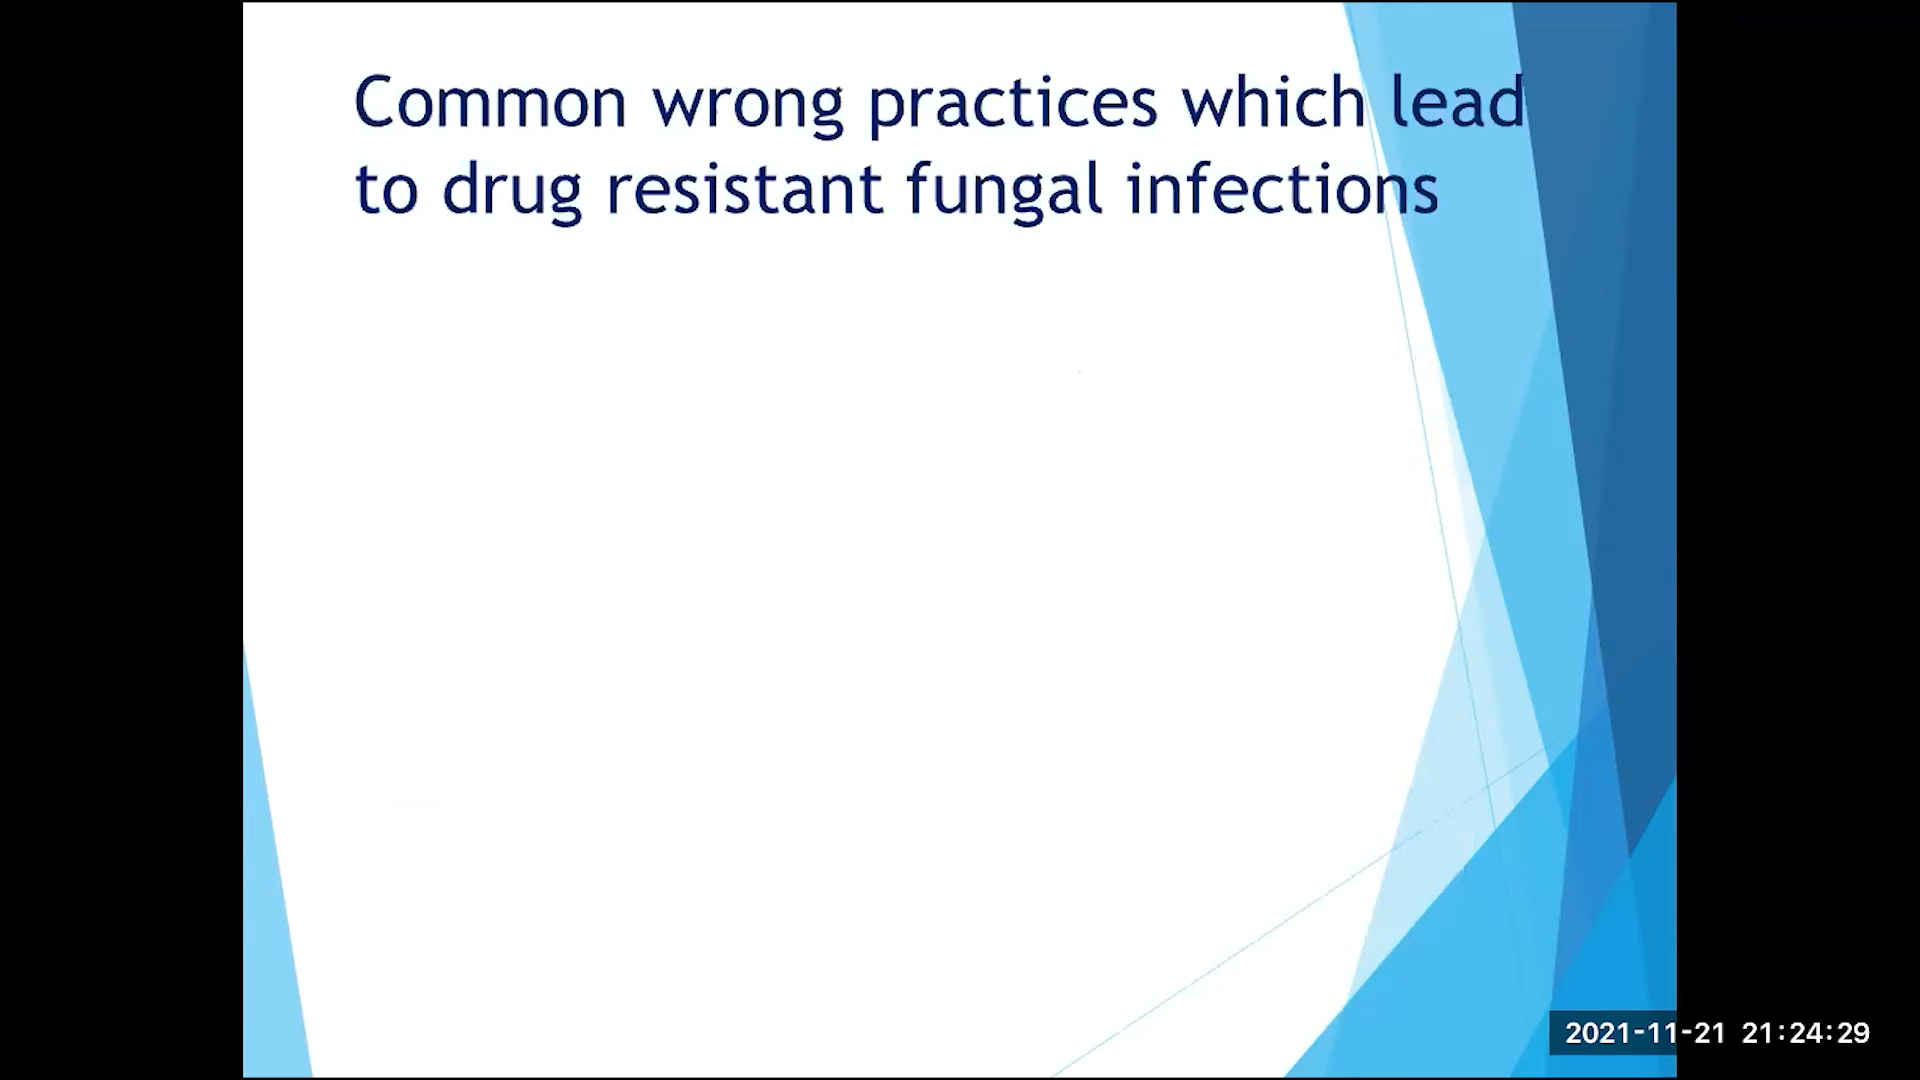 Common wrong practices which lead
to drug resistant fungal infections
2021-11-21 21:24:29